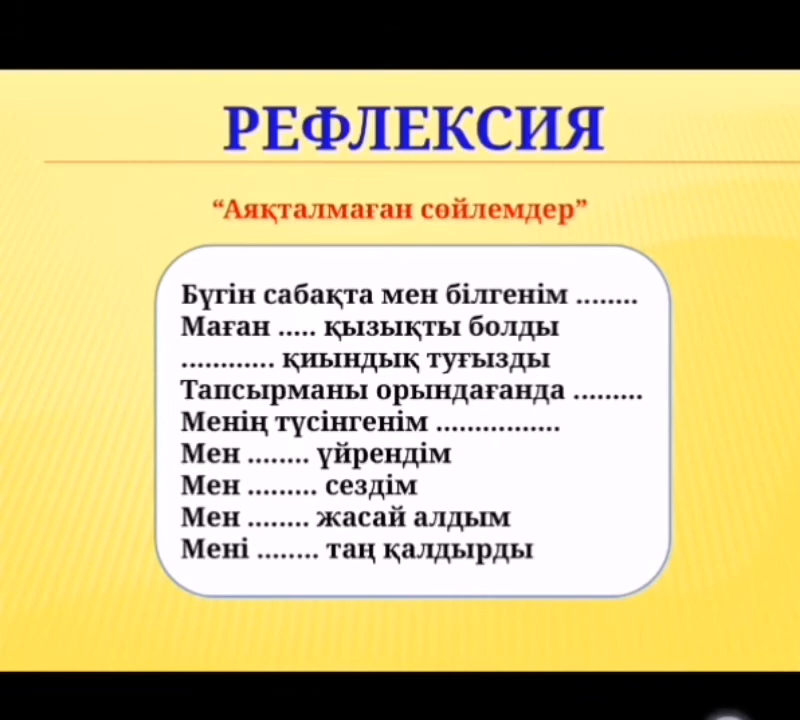 РЕФЛЕКСИЯ
“Аяқталмаған сөйлемдер”
Бүгін сабақта мен білгенім ........
Маған ..... қызықты болды
............ қиындық туғызды
Тапсырманы орындағанда .........
Менің түсінгенім ................
Мен ........ үйрендім
Мен ......... сездім
Мен ........ жасай алдым
Мені ........ таң қалдырды